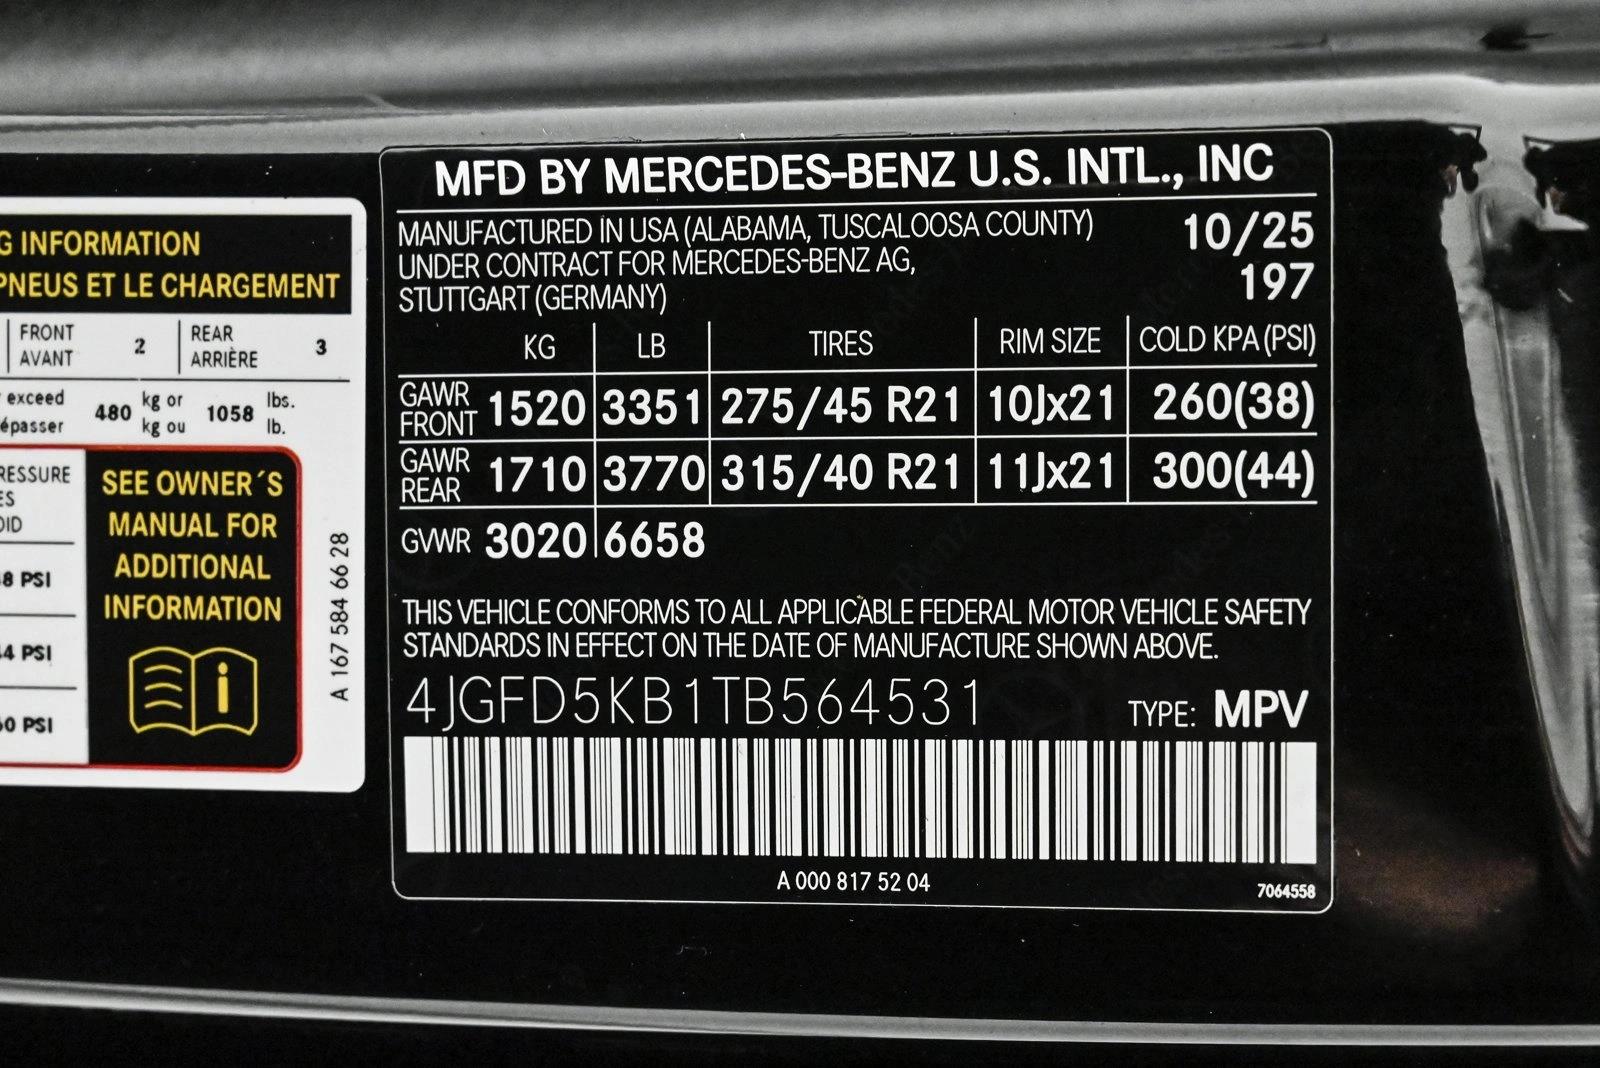 G INFORMATION
PNEUS ET LE CHARGEMENT
FRONT
AVANT
2
REAR
ARRIÈRE
3
exceed
épasser
480
kg or
kg ou
1058
lbs.
lb.
RESSURE
ES
OID
8 PSI
4 PSI
60 PSI
SEE OWNER´S
MANUAL FOR
ADDITIONAL
INFORMATION
A 167 584 66 28
MFD BY MERCEDES-BENZ U.S. INTL., INC
MANUFACTURED IN USA (ALABAMA, TUSCALOOSA COUNTY) 10/25
UNDER CONTRACT FOR MERCEDES-BENZ AG, 197
STUTTGART (GERMANY)
KG LB TIRES RIM SIZE COLD KPA (PSI)
GAWR
FRONT 1520 3351 275/45 R21 10Jx21 260(38)
GAWR
REAR 1710 3770 315/40 R21 11Jx21 300(44)
GVWR 3020 6658
THIS VEHICLE CONFORMS TO ALL APPLICABLE FEDERAL MOTOR VEHICLE SAFETY
STANDARDS IN EFFECT ON THE DATE OF MANUFACTURE SHOWN ABOVE.
4JGFD5KB1TB564531 TYPE: MPV
A 000 817 52 04
7064558